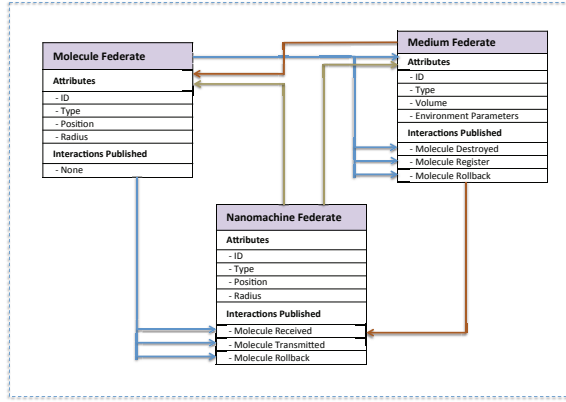 Molecule Federate
Attributes
- ID
- Type
- Position
- Radius
Interactions Published
- None
Medium Federate
Attributes
- ID
- Type
- Volume
- Environment Parameters
Interactions Published
- Molecule Destroyed
- Molecule Register
- Molecule Rollback
Nanomachine Federate
Attributes
- ID
- Type
- Position
- Radius
Interactions Published
- Molecule Received
- Molecule Transmitted
- Molecule Rollback